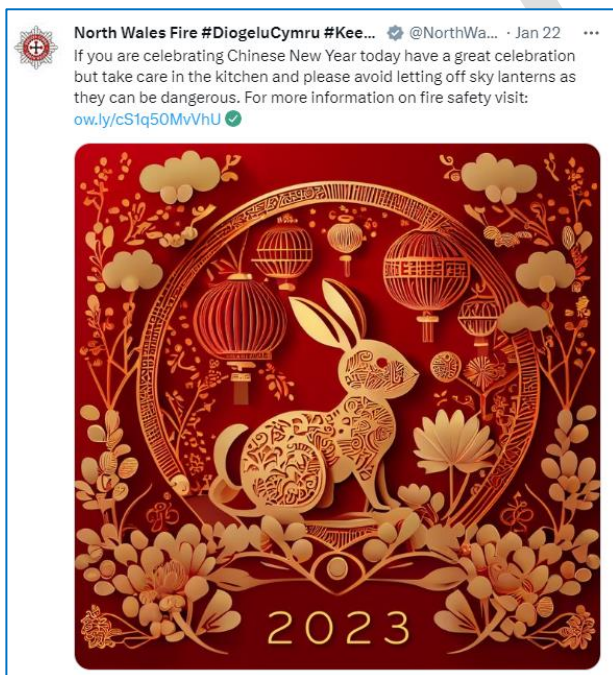 North Wales Fire #DiogeluCymru #Kee... @NorthWa... · Jan 22
If you are celebrating Chinese New Year today have a great celebration
but take care in the kitchen and please avoid letting off sky lanterns as
they can be dangerous. For more information on fire safety visit:
ow.ly/cS1q50MvVhU
2023